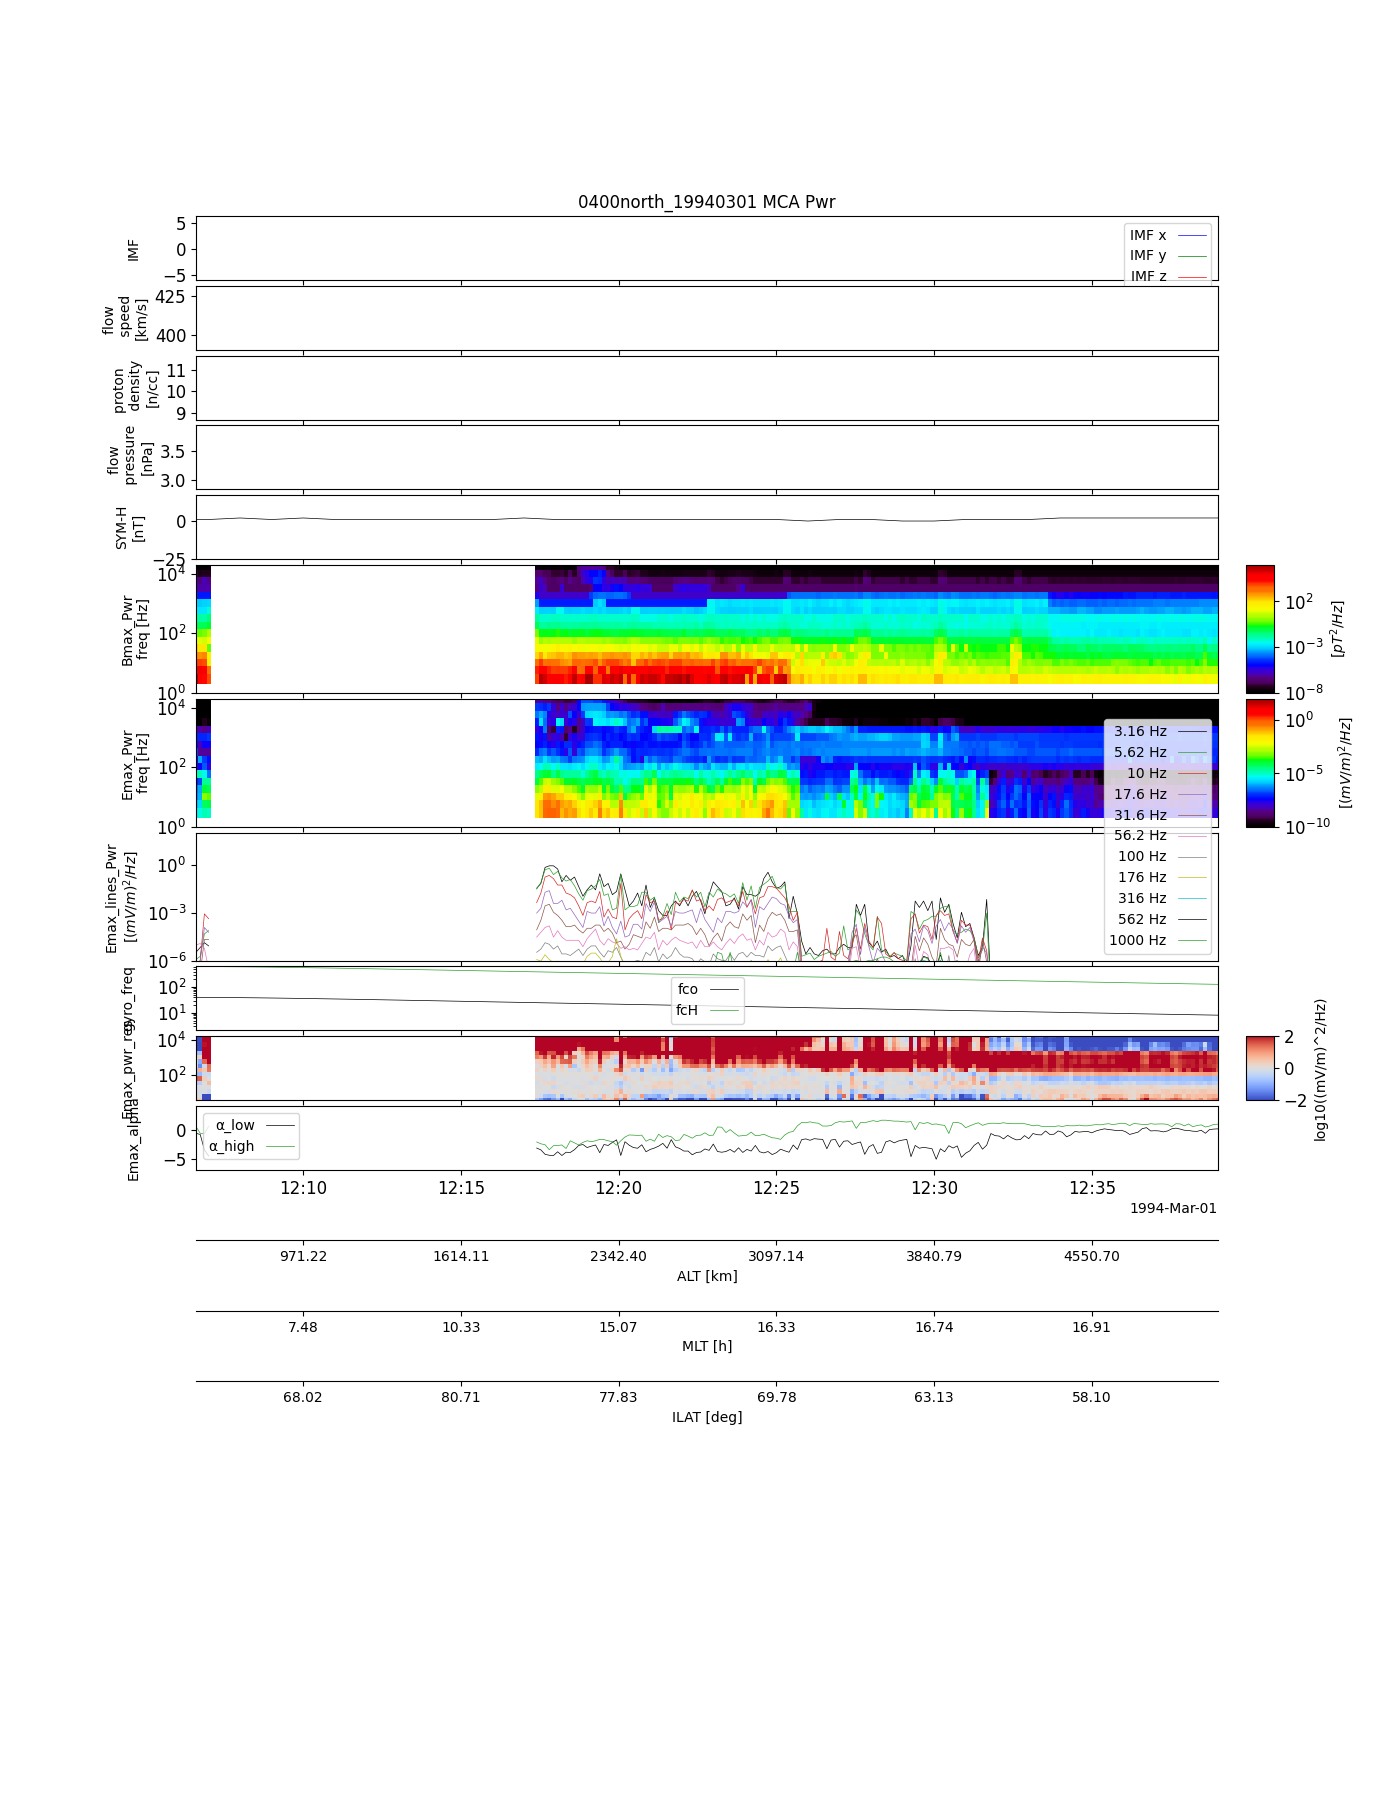 0400north_19940301 MCA Pwr
5
0
−5
IMF
IMF x
IMF y
IMF z
425
400
flow
speed
[km/s]
11
10
9
proton
density
[n/cc]
3.5
3.0
flow
pressure
[nPa]
0
−25
SYM-H
[nT]
10^4
10^2
10^0
Bmax_Pwr
freq [Hz]
10^2
10^−3
10^−8
[pT^2/Hz]
10^4
10^2
10^0
Emax_Pwr
freq [Hz]
10^0
10^−5
10^−10
[(mV/m)^2/Hz]
3.16 Hz
5.62 Hz
10 Hz
17.6 Hz
31.6 Hz
56.2 Hz
100 Hz
176 Hz
316 Hz
562 Hz
1000 Hz
10^0
10^−3
10^−6
Emax_lines_Pwr
[(mV/m)^2/Hz]
10^2
10^1
gyro_freq
fco
fcH
10^4
10^2
Emax_pwr_reg
2
0
−2
log10((mV/m)^2/Hz)
0
−5
Emax_alpha
α_low
α_high
12:10 12:15 12:20 12:25 12:30 12:35
1994-Mar-01
971.22 1614.11 2342.40 3097.14 3840.79 4550.70
ALT [km]
7.48 10.33 15.07 16.33 16.74 16.91
MLT [h]
68.02 80.71 77.83 69.78 63.13 58.10
ILAT [deg]